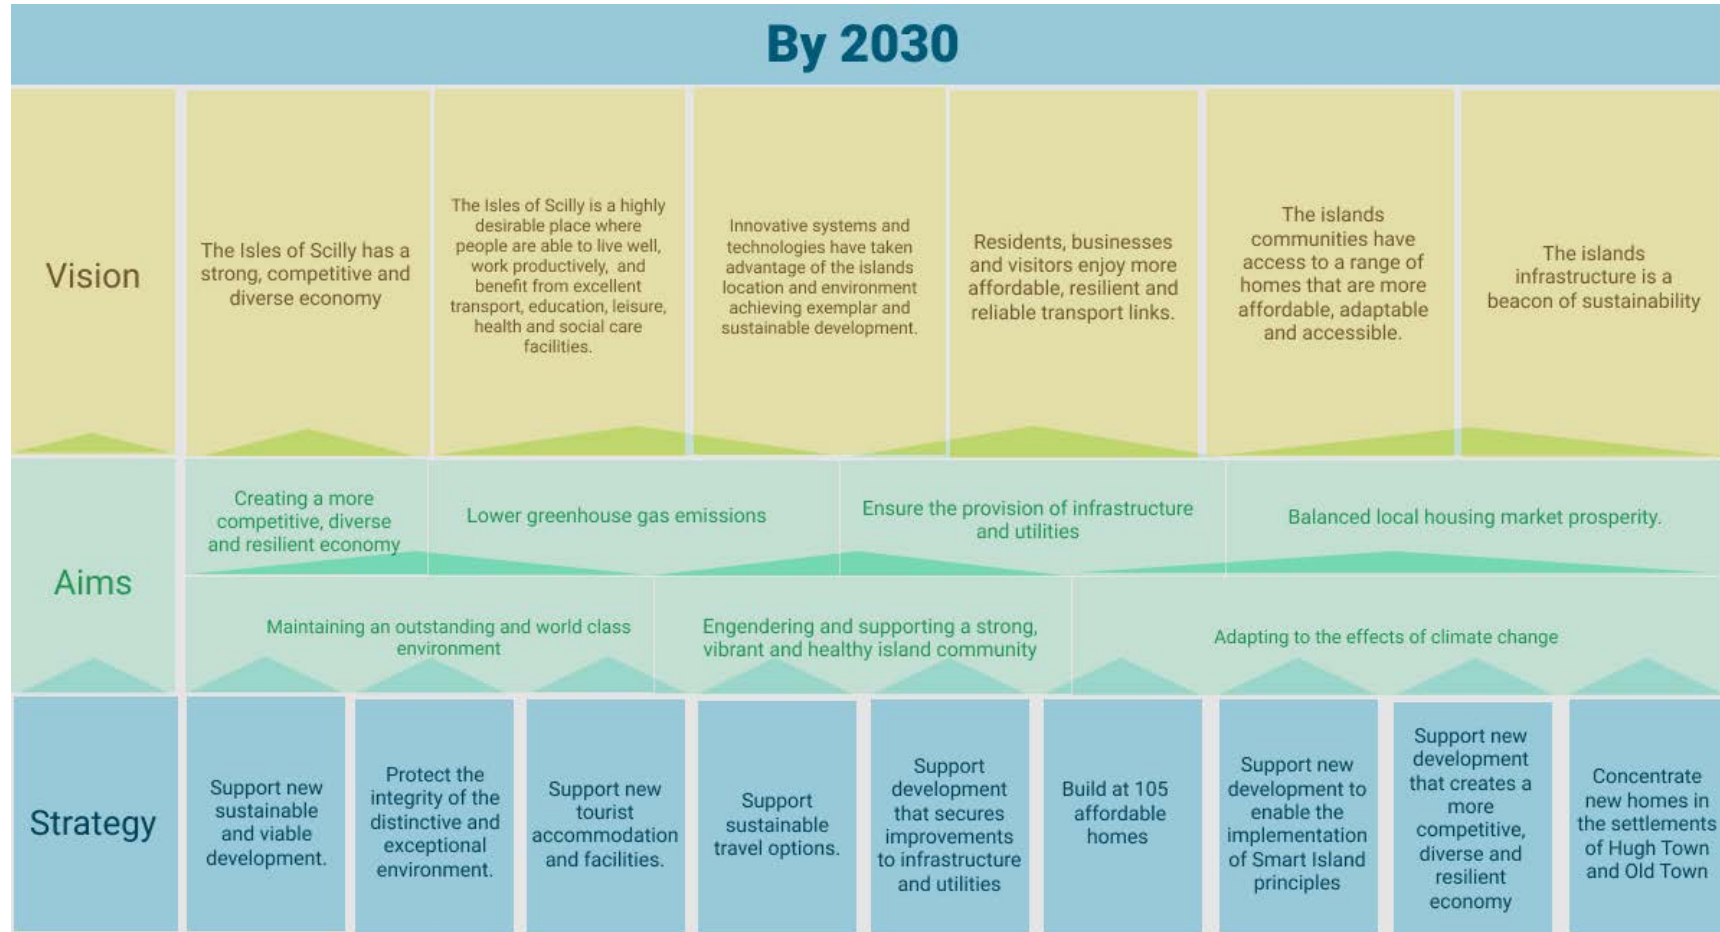 By 2030
Vision
The Isles of Scilly has a
strong, competitive and
diverse economy
The Isles of Scilly is a highly
desirable place where
people are able to live well,
work productively, and
benefit from excellent
transport, education, leisure,
health and social care
facilities.
Innovative systems and
technologies have taken
advantage of the islands
location and environment
achieving exemplar and
sustainable development.
Residents, businesses
and visitors enjoy more
affordable, resilient and
reliable transport links.
The islands
communities have
access to a range of
homes that are more
affordable, adaptable
and accessible.
The islands
infrastructure is a
beacon of sustainability
Aims
Creating a more
competitive, diverse
and resilient economy
Lower greenhouse gas emissions
Ensure the provision of infrastructure
and utilities
Balanced local housing market prosperity.
Maintaining an outstanding and world class
environment
Engendering and supporting a strong,
vibrant and healthy island community
Adapting to the effects of climate change
Strategy
Support new
sustainable
and viable
development.
Protect the
integrity of the
distinctive and
exceptional
environment.
Support new
tourist
accommodation
and facilities.
Support
sustainable
travel options.
Support
development
that secures
improvements
to infrastructure
and utilities
Build at 105
affordable
homes
Support new
development to
enable the
implementation
of Smart Island
principles
Support new
development
that creates a
more
competitive,
diverse and
resilient
economy
Concentrate
new homes in
the settlements
of Hugh Town
and Old Town